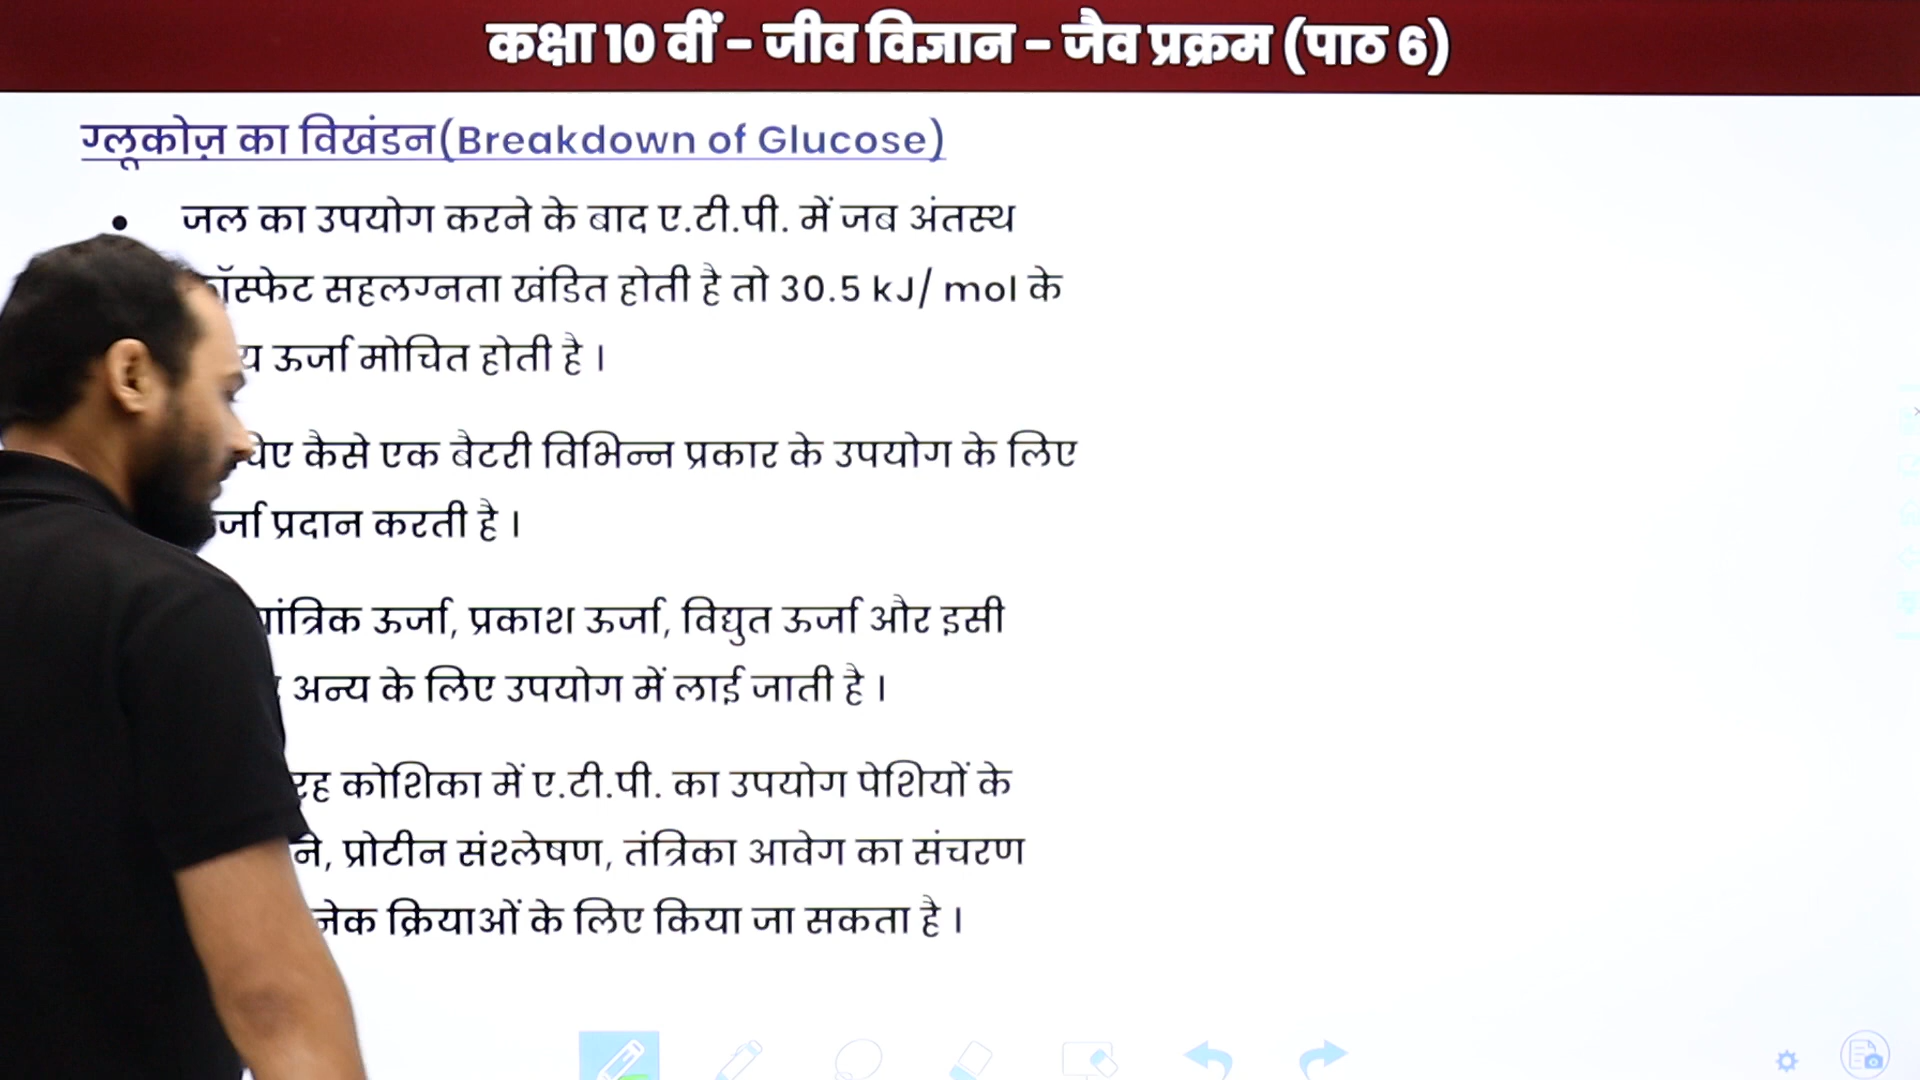 कक्षा 10 वीं - जीव विज्ञान - जैव प्रक्रम (पाठ 6)
ग्लूकोज़ का विखंडन(Breakdown of Glucose)
• जल का उपयोग करने के बाद ए.टी.पी. में जब अंतस्थ
सहलग्नता खंडित होती है तो 30.5 kJ/ mol के
ऊर्जा मोचित होती है ।
कैसे एक बैटरी विभिन्न प्रकार के उपयोग के लिए
प्रदान करती है ।
ऊर्जा, प्रकाश ऊर्जा, विद्युत ऊर्जा और इसी
अन्य के लिए उपयोग में लाई जाती है ।
कोशिका में ए.टी.पी. का उपयोग पेशियों के
प्रोटीन संश्लेषण, तंत्रिका आवेग का संचरण
क्रियाओं के लिए किया जा सकता है ।